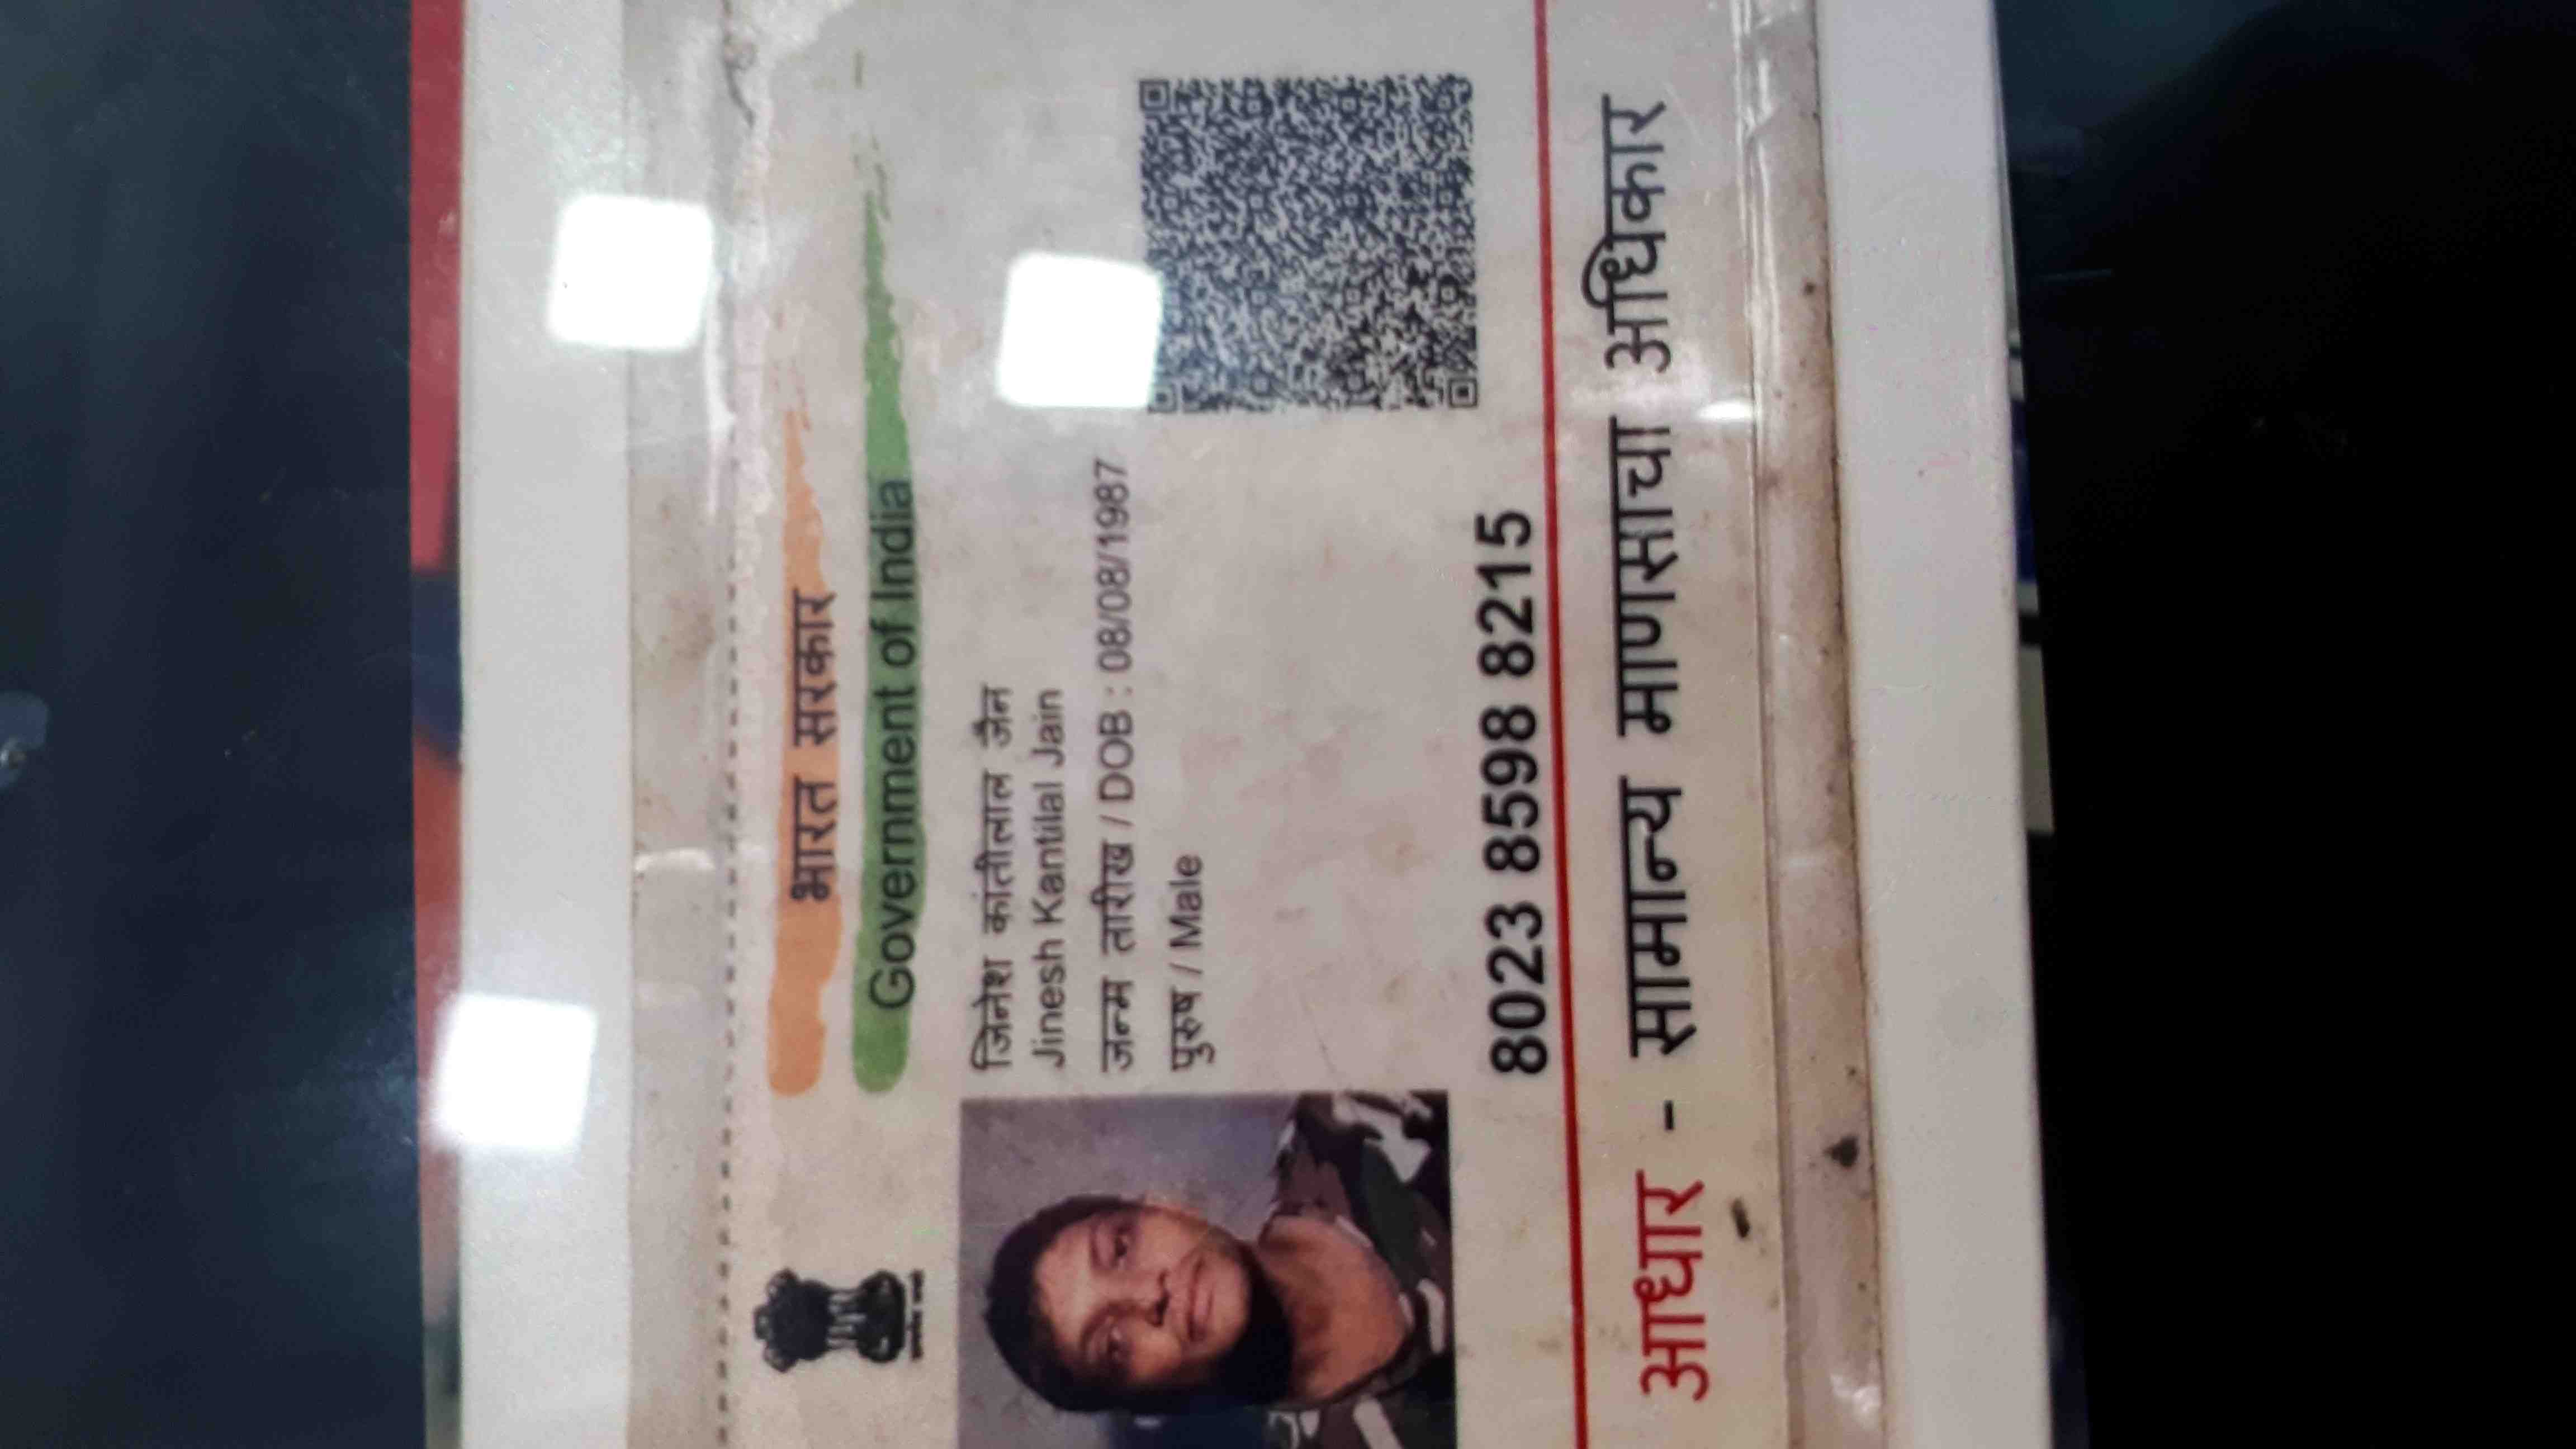 भारत सरकार
Government of India
जिनेश कांतीलाल जैन
Jinesh Kantilal Jain
जन्म तारीख / DOB : 08/08/1987
पुरुष / Male
8023 8598 8215
आधार - सामान्य माणसाचा अधिकार